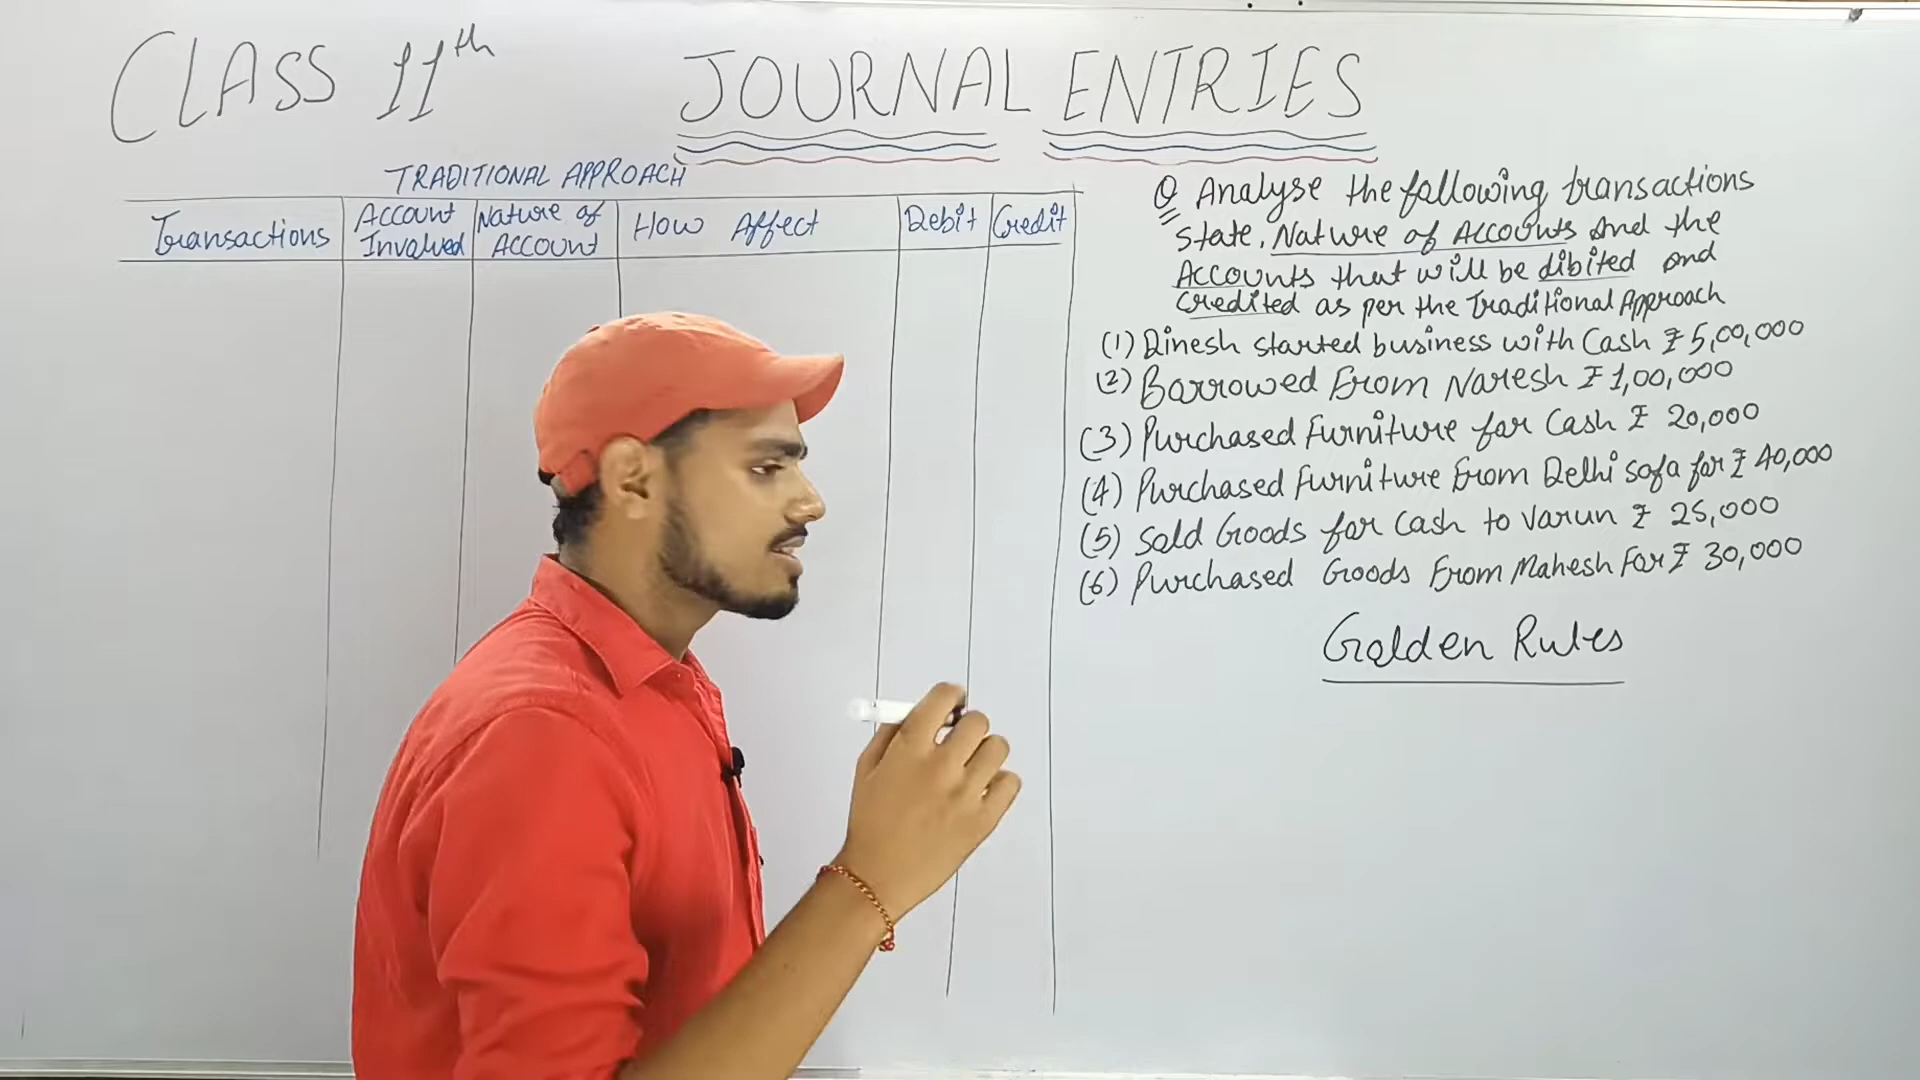 CLASS 11th
JOURNAL ENTRIES
TRADITIONAL APPROACH
Transactions
Account
Involved
Nature of
Account
How Affect
Debit
Credit
Q Analyse the following transactions
State, Nature of Accounts and the
Accounts that will be dibited and
credited as per the Traditional Approach
(1) Dinesh started business with Cash ₹ 5,00,000
(2) Barrowed From Naresh ₹ 1,00,000
(3) Purchased Furniture for Cash ₹ 20,000
(4) Purchased Furniture From Delhi sofa for ₹ 40,000
(5) Sold Goods for Cash to Varun ₹ 25,000
(6) Purchased Goods From Mahesh For ₹ 30,000
Golden Rules